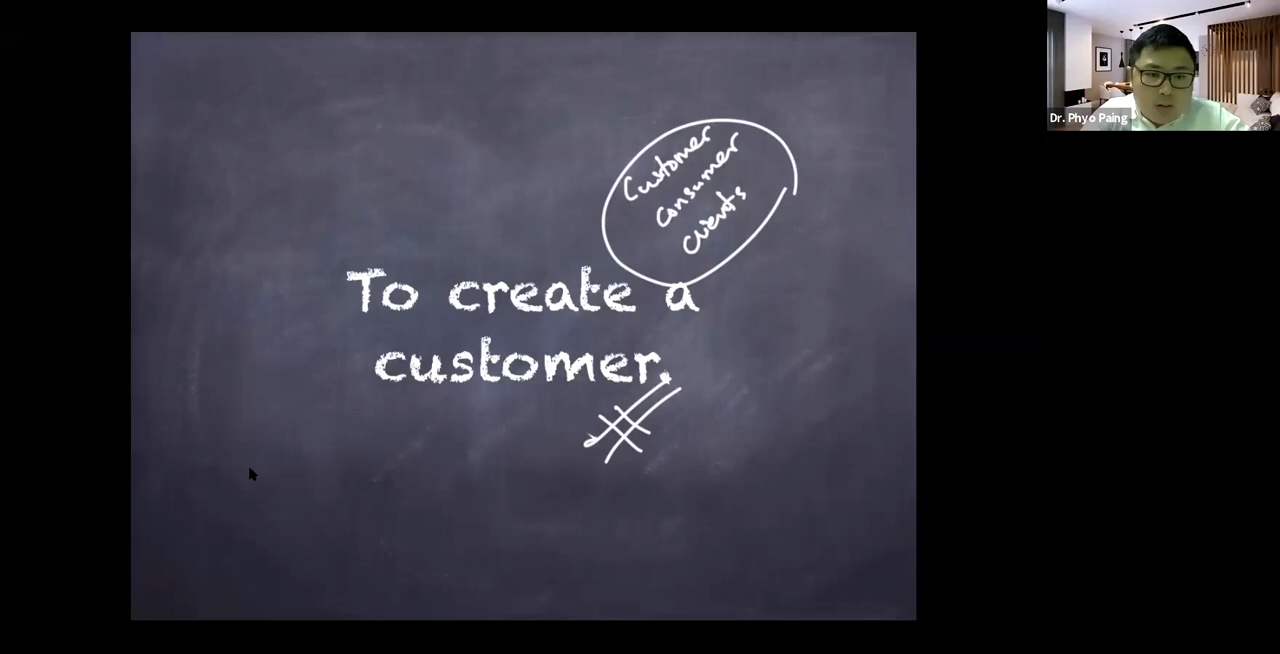 Dr. Phyo Paing
Customer
consumer
clients
To create a
customer.
#